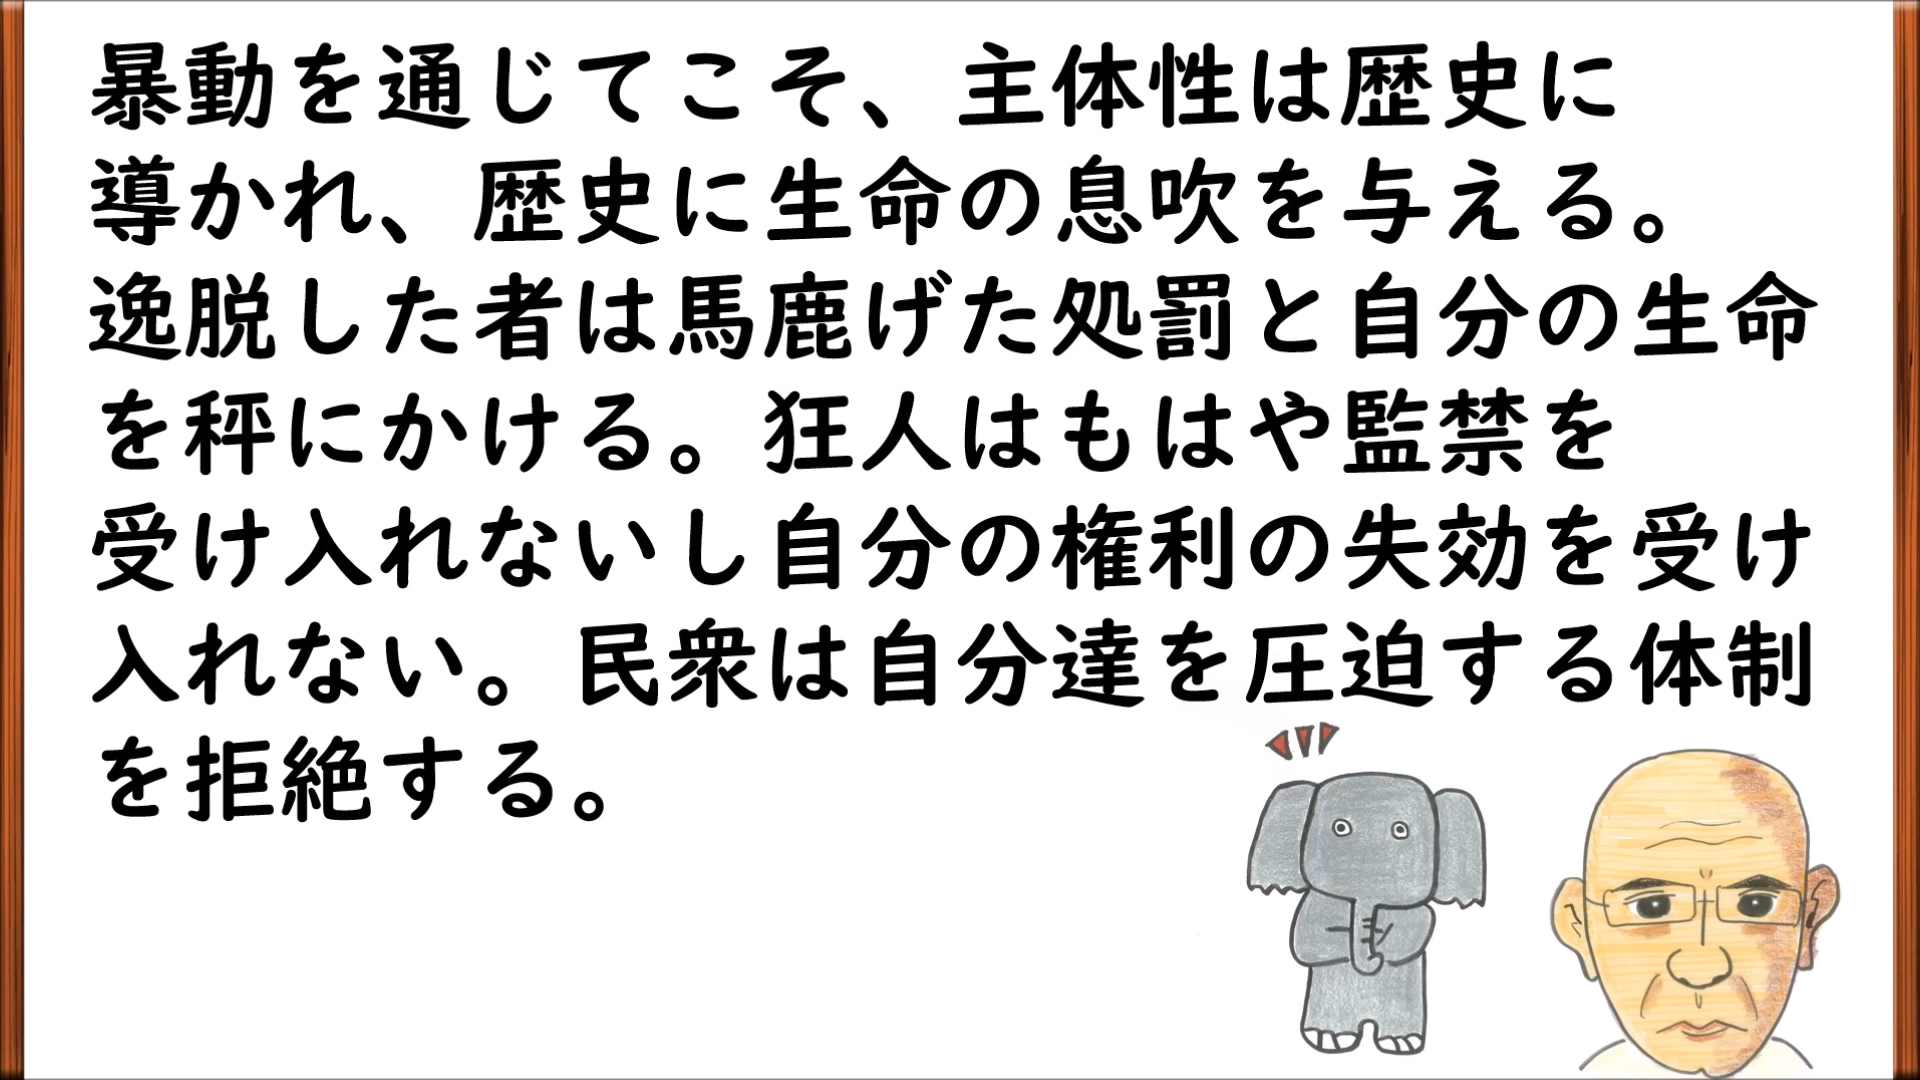 暴動を通じてこそ、主体性は歴史に
導かれ、歴史に生命の息吹を与える。
逸脱した者は馬鹿げた処罰と自分の生命
を秤にかける。狂人はもはや監禁を
受け入れないし自分の権利の失効を受け
入れない。民衆は自分達を圧迫する体制
を拒絶する。